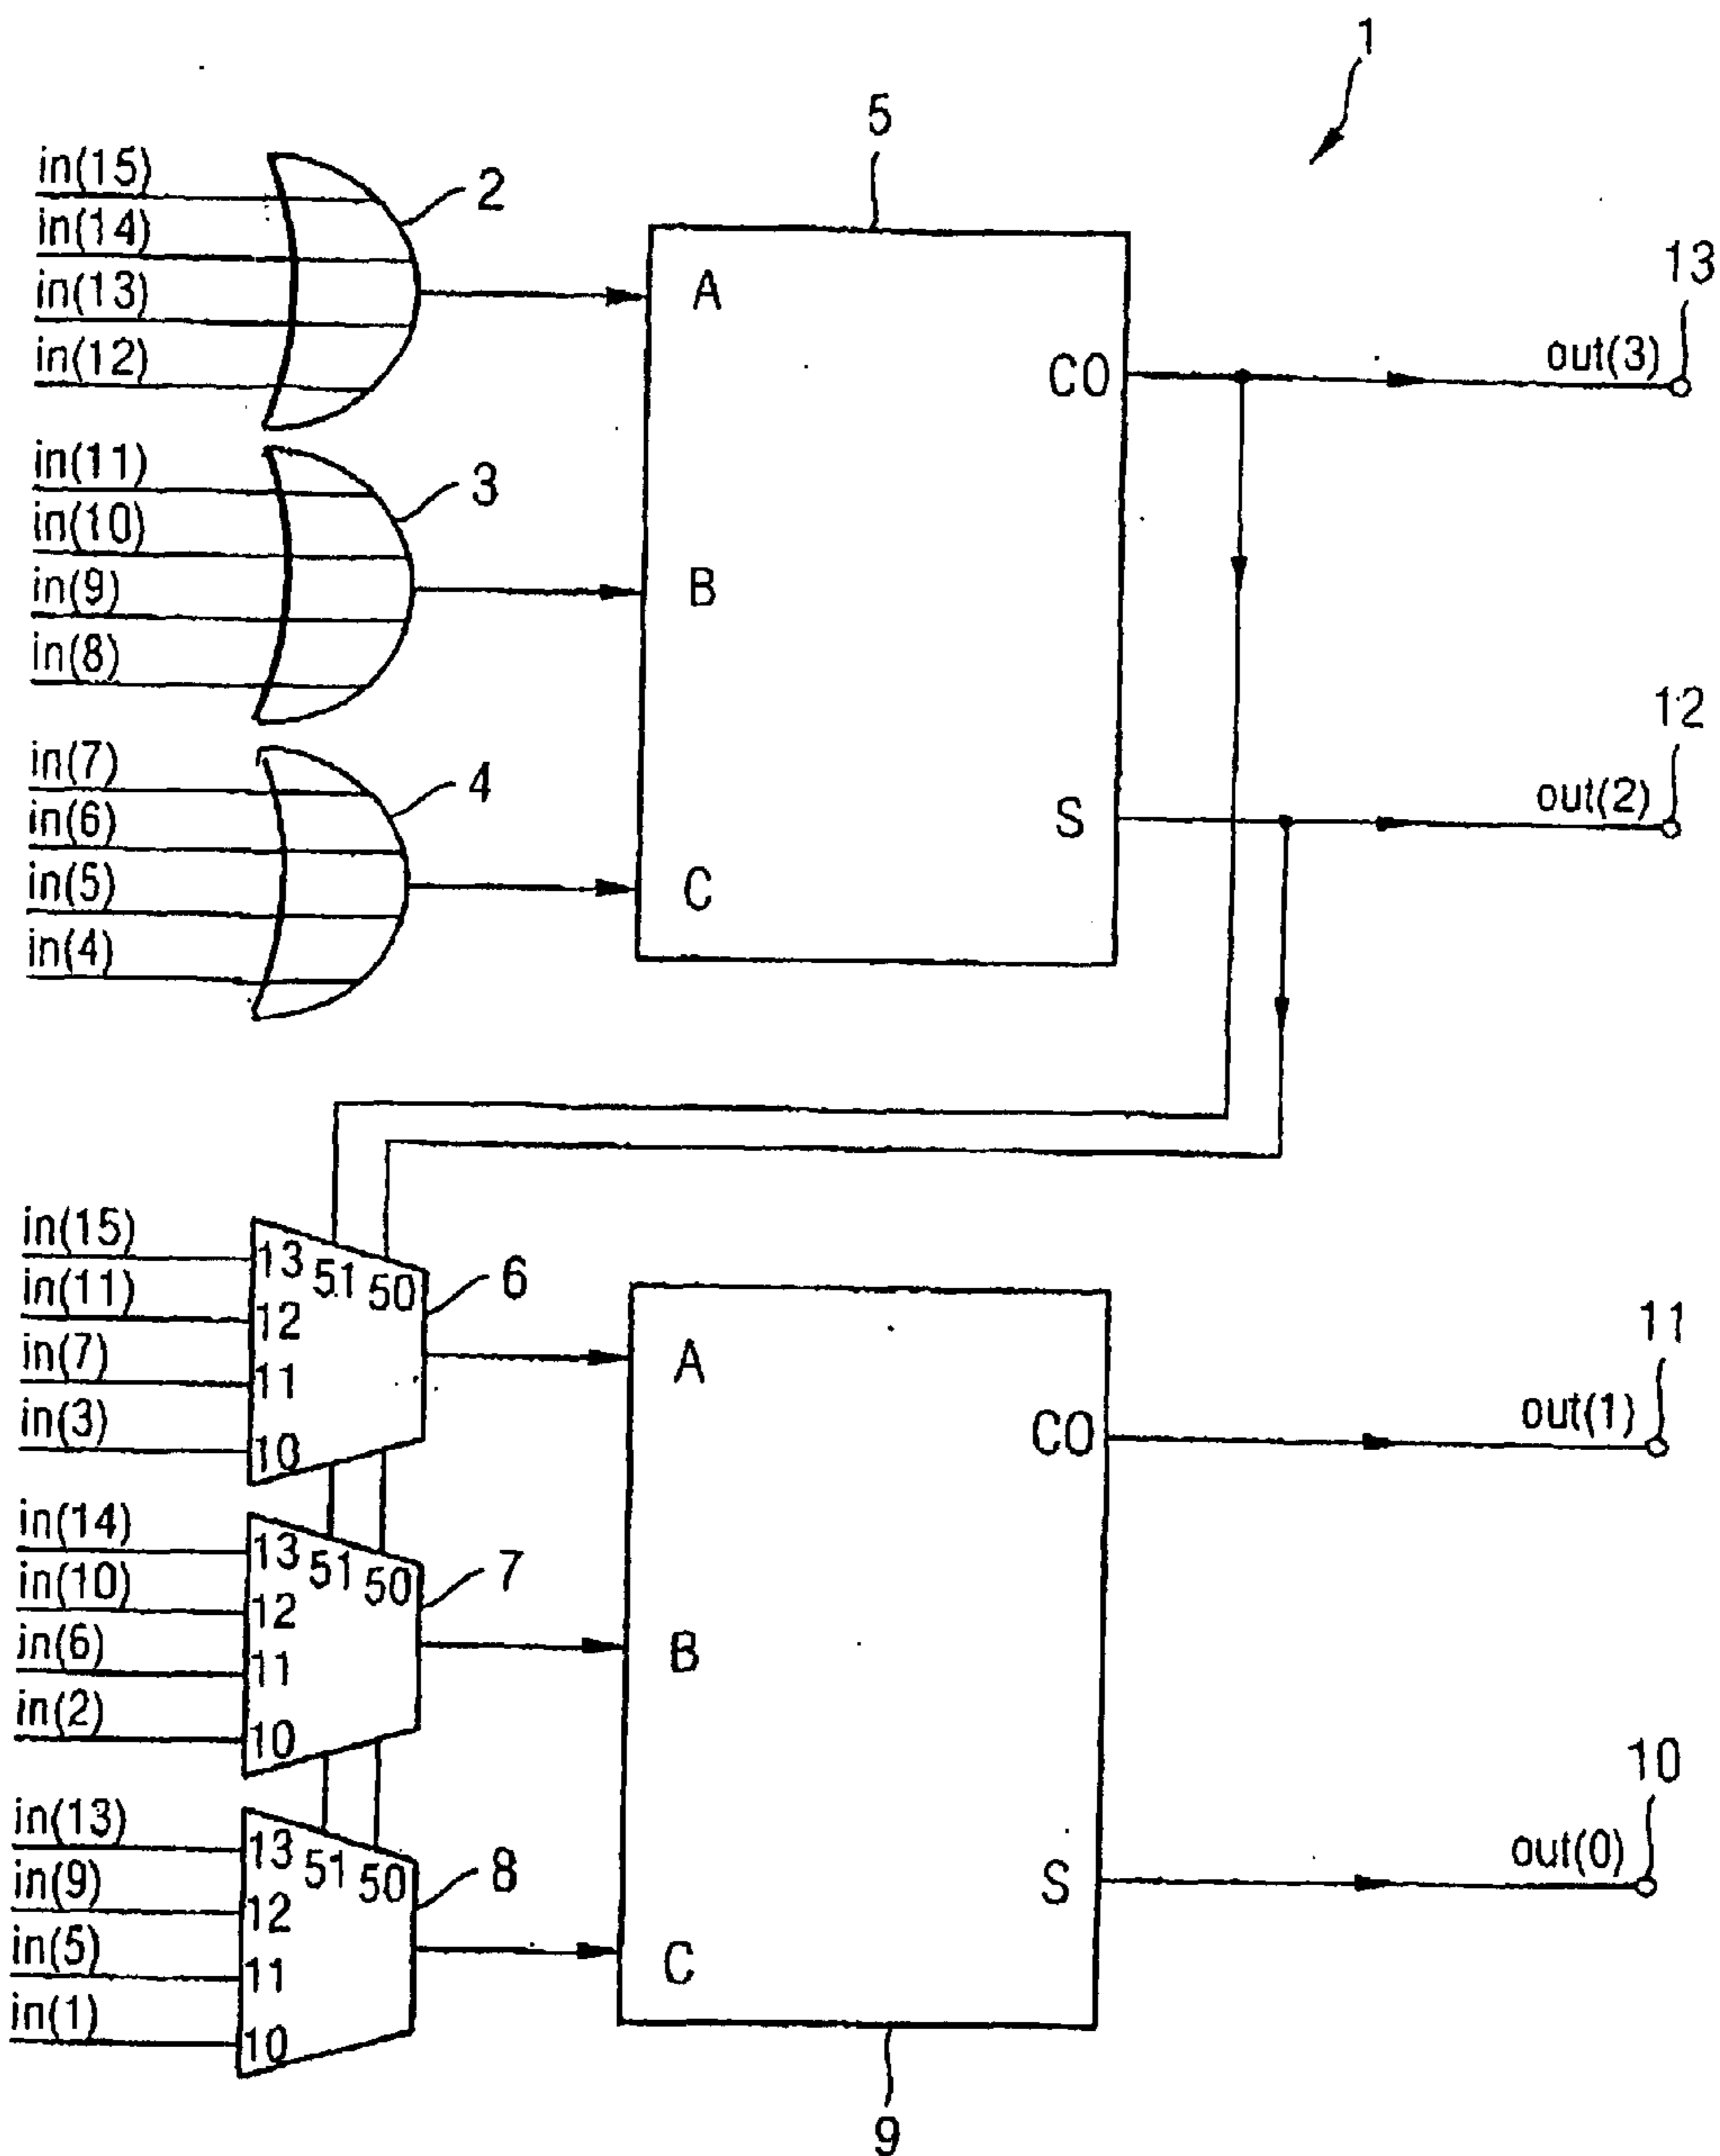 1
5
in(15)
2
in(14)
in(13)
in(12)
A
13
CO
out(3)
in(11)
3
in(10)
in(9)
in(8)
B
12
in(7)
4
in(6)
in(5)
in(4)
C
S
out(2)
in(15)
13
51
50
6
in(11)
12
in(7)
11
in(3)
10
A
11
CO
out(1)
in(14)
13
51
50
7
in(10)
12
in(6)
11
in(2)
10
B
10
in(13)
13
51
50
8
in(9)
12
in(5)
11
in(1)
10
C
S
out(0)
9